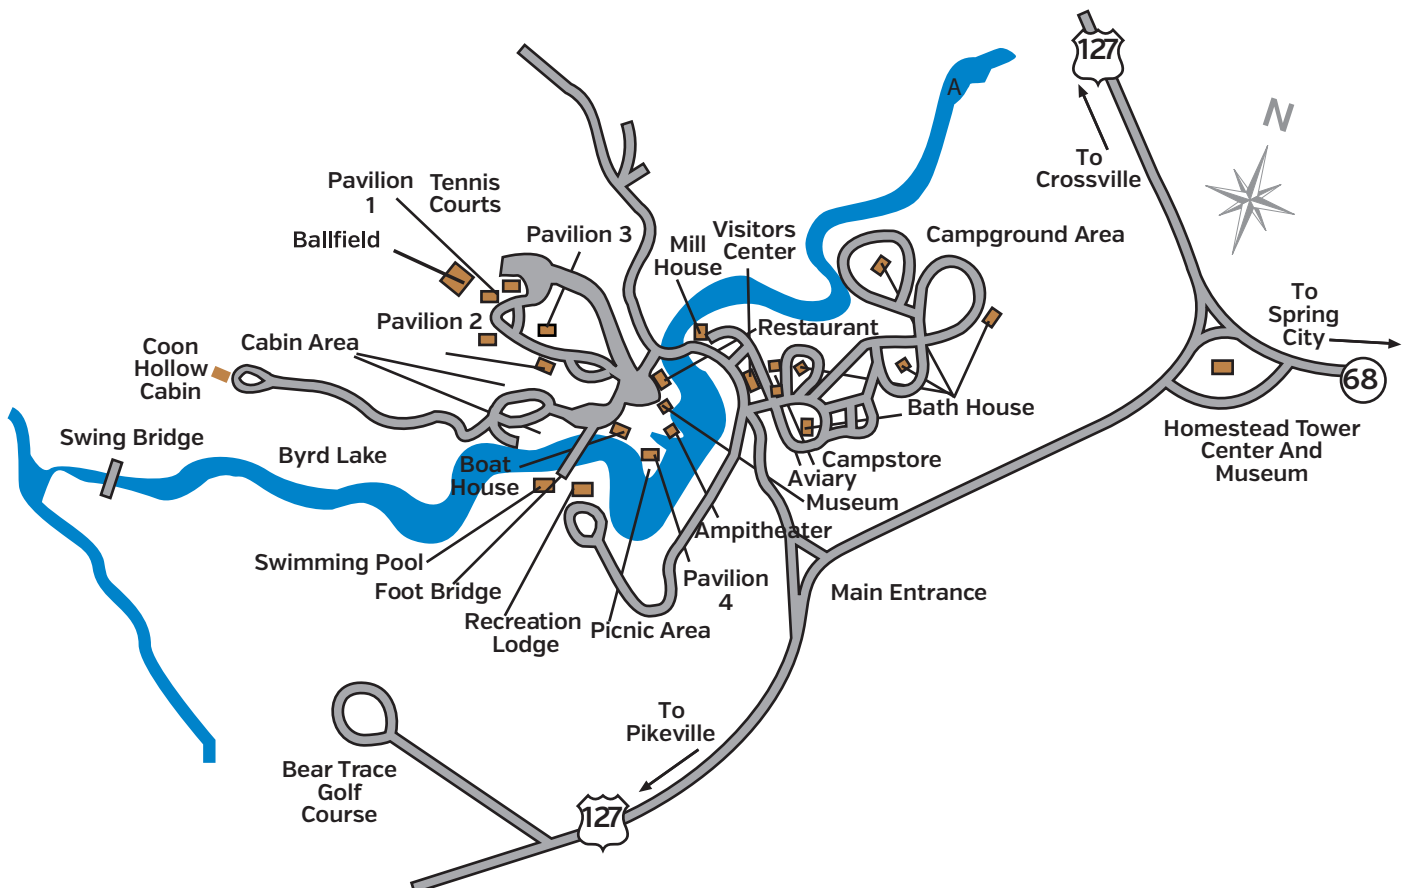 127
A
N
To
Crossville
Pavilion
1
Tennis
Courts
Ballfield
Pavilion 3
Visitors
Center
Mill
House
Campground Area
To
Spring
City
Pavilion 2
Restaurant
Cabin Area
Coon
Hollow
Cabin
68
Bath House
Swing Bridge
Byrd Lake
Boat
House
Campstore
Aviary
Museum
Homestead Tower
Center And
Museum
Ampitheater
Swimming Pool
Foot Bridge
Pavilion
4
Main Entrance
Recreation
Lodge
Picnic Area
To
Pikeville
Bear Trace
Golf
Course
127